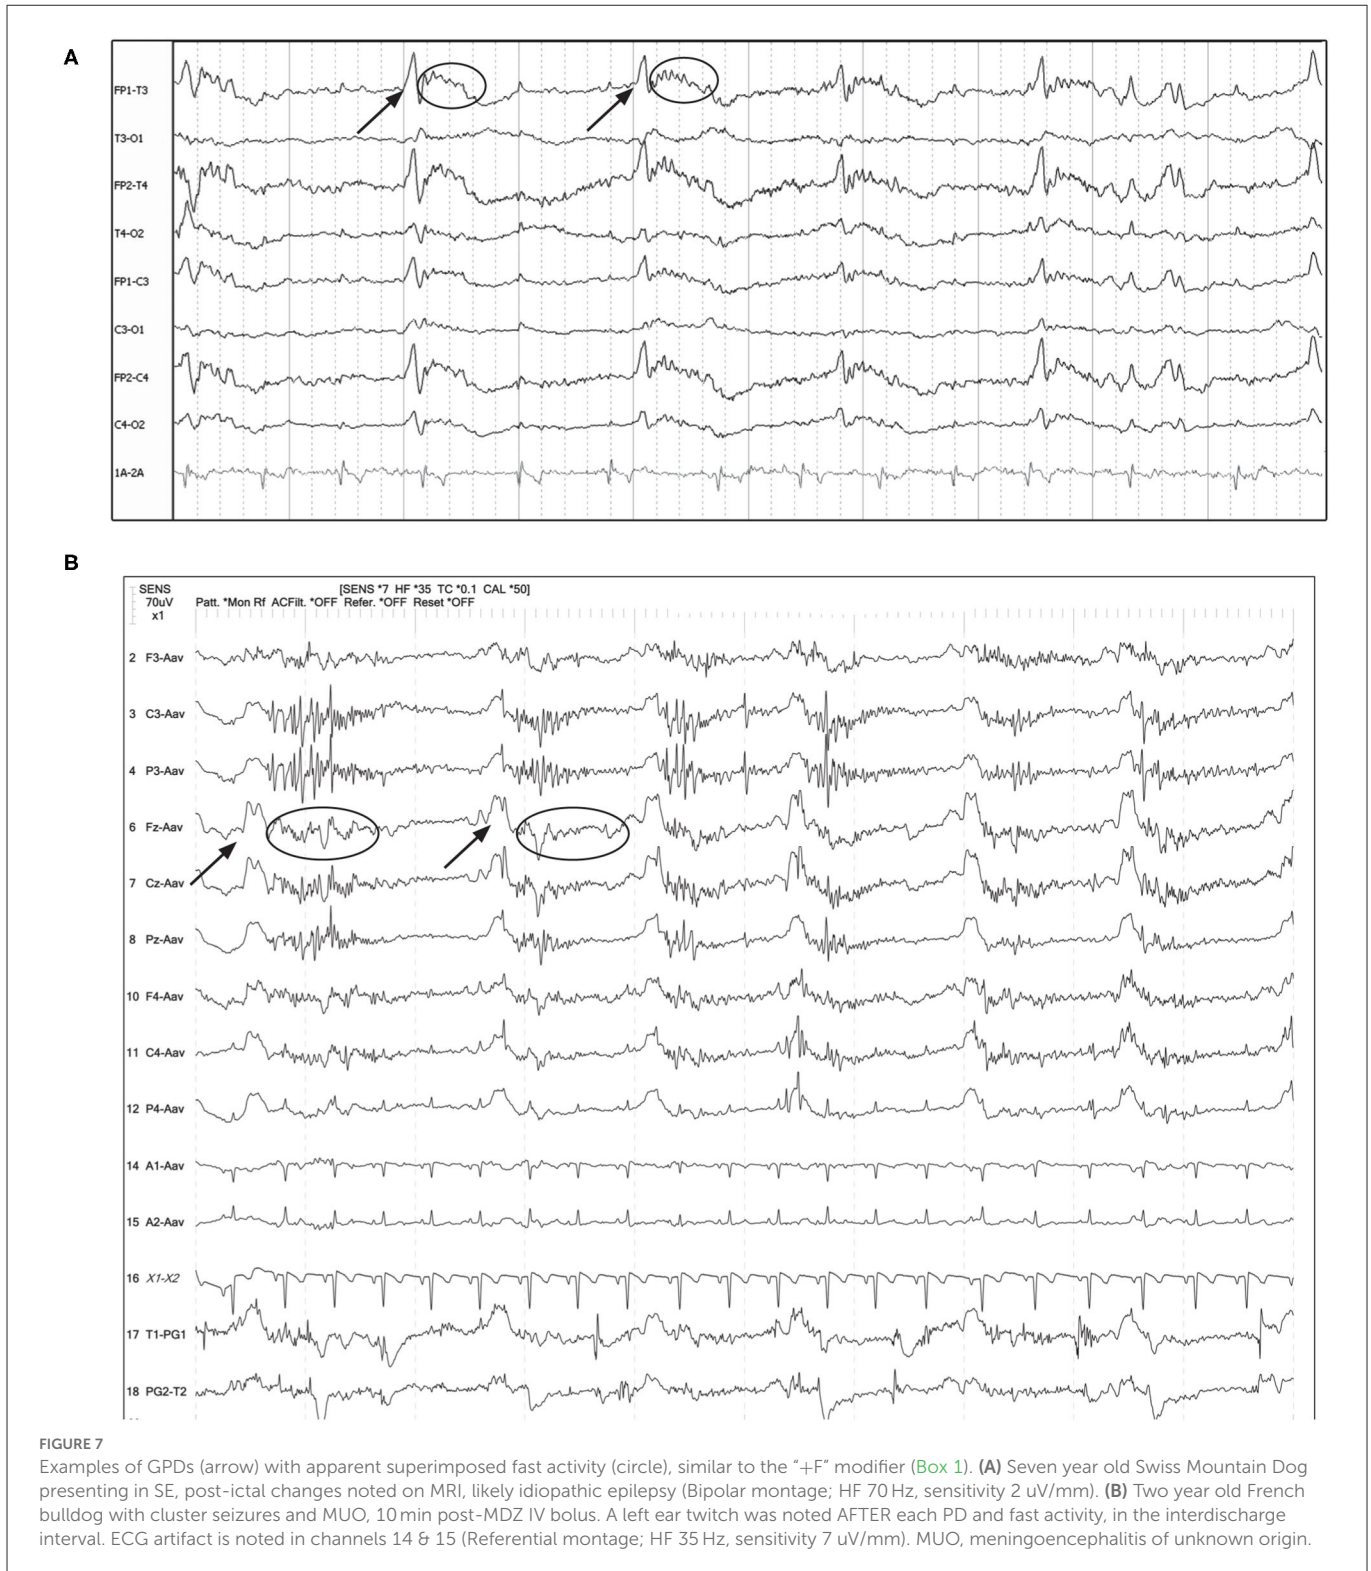 A
FP1-T3
T3-O1
FP2-T4
T4-O2
FP1-C3
C3-O1
FP2-C4
C4-O2
1A-2A
B
SENS [SENS *7 HF *35 TC *0.1 CAL *50]
70uV Patt. *Mon Rf ACFilt. *OFF Refer. *OFF Reset *OFF
x1
2 F3-Aav
3 C3-Aav
4 P3-Aav
6 Fz-Aav
7 Cz-Aav
8 Pz-Aav
10 F4-Aav
11 C4-Aav
12 P4-Aav
14 A1-Aav
15 A2-Aav
16 X1-X2
17 T1-PG1
18 PG2-T2
FIGURE 7
Examples of GPDs (arrow) with apparent superimposed fast activity (circle), similar to the "+F" modifier (Box 1). (A) Seven year old Swiss Mountain Dog
presenting in SE, post-ictal changes noted on MRI, likely idiopathic epilepsy (Bipolar montage; HF 70 Hz, sensitivity 2 uV/mm). (B) Two year old French
bulldog with cluster seizures and MUO, 10 min post-MDZ IV bolus. A left ear twitch was noted AFTER each PD and fast activity, in the interdischarge
interval. ECG artifact is noted in channels 14 & 15 (Referential montage; HF 35 Hz, sensitivity 7 uV/mm). MUO, meningoencephalitis of unknown origin.